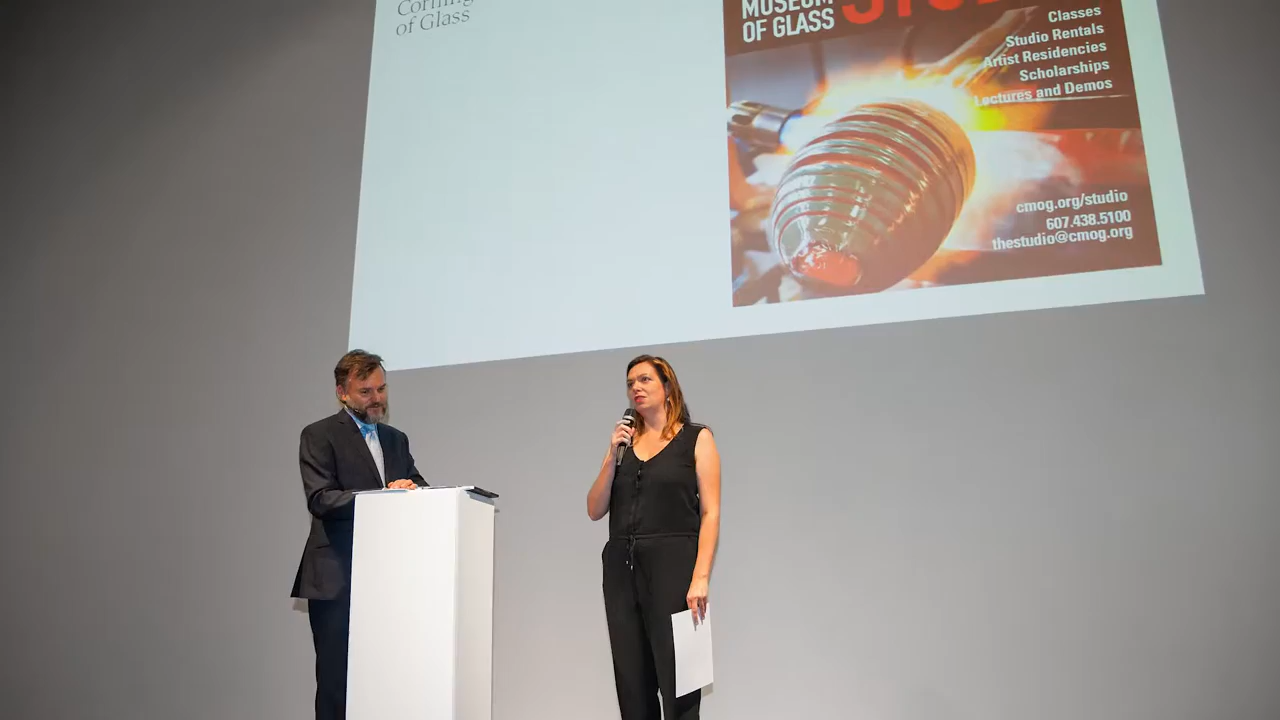 Corning
of Glass
MUSEUM
OF GLASS
Classes
Studio Rentals
Artist Residencies
Scholarships
Lectures and Demos
cmog.org/studio
607.438.5100
thestudio@cmog.org